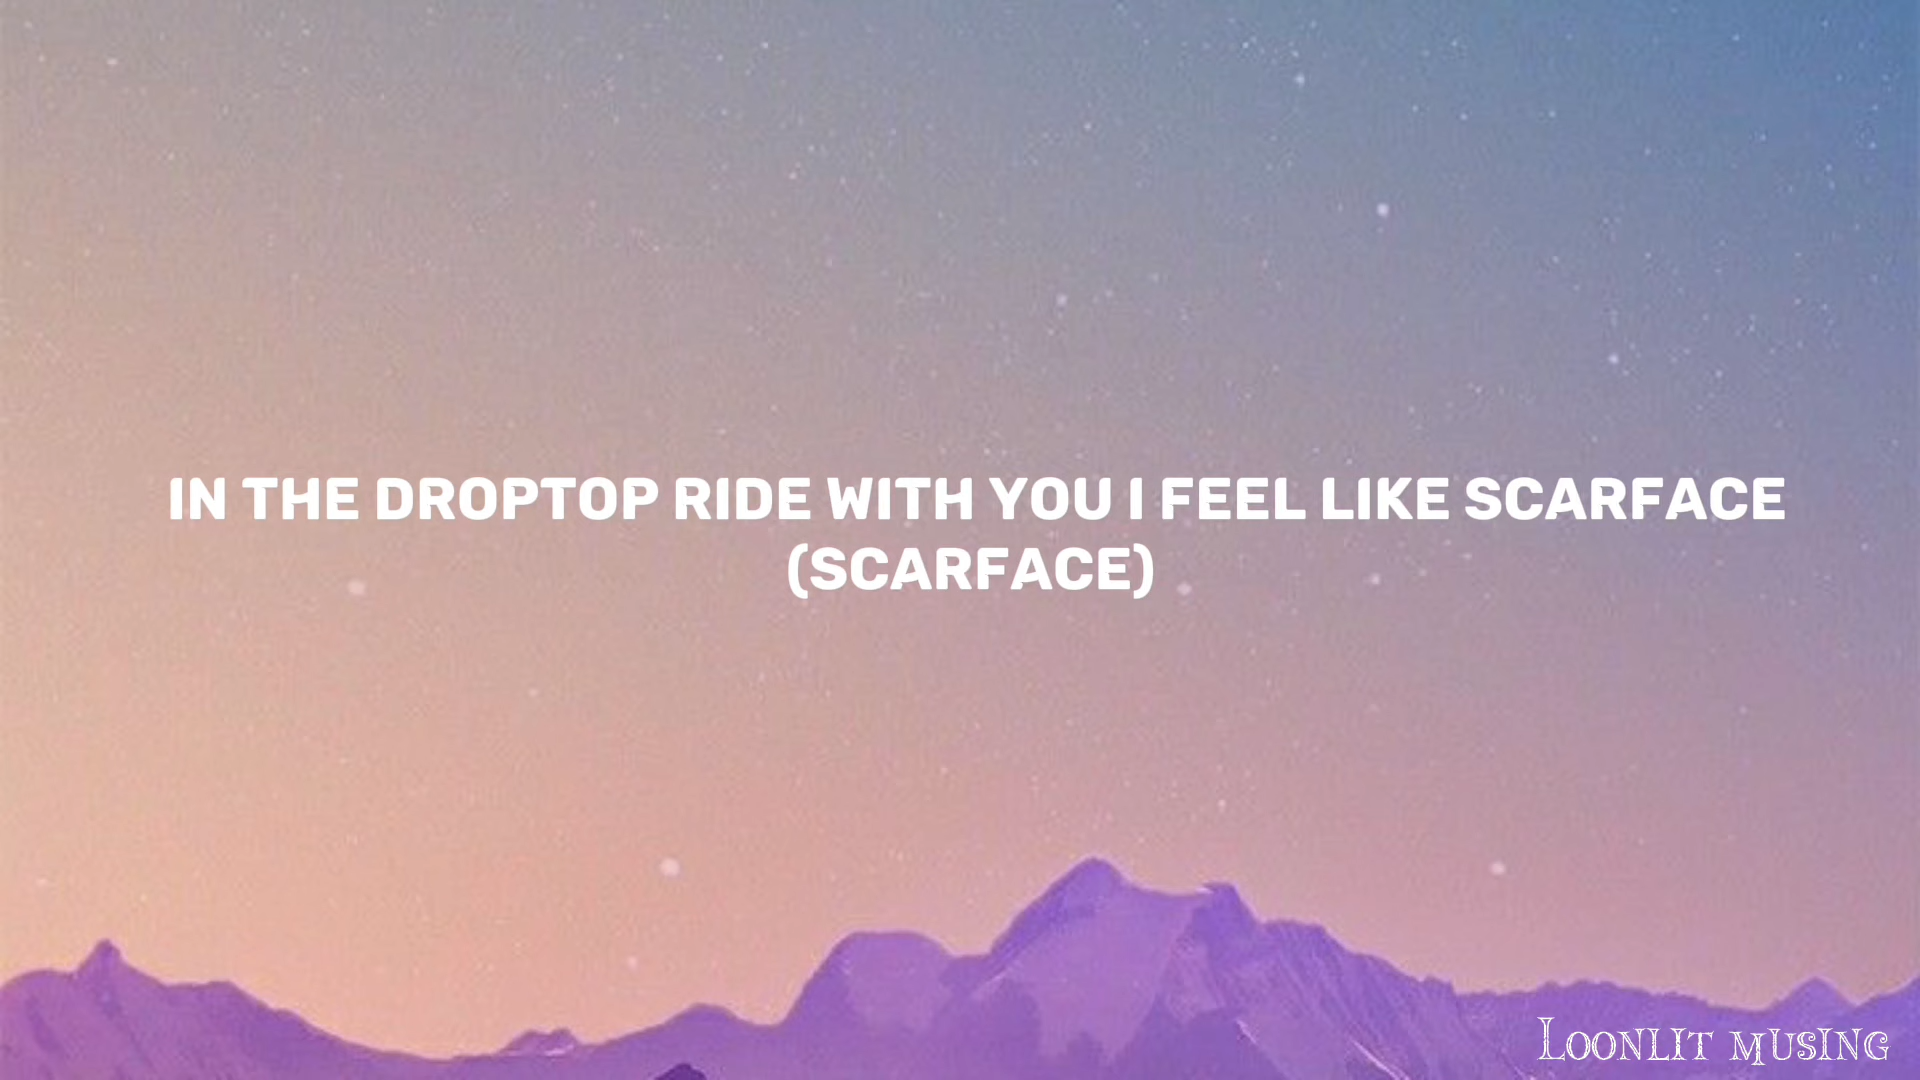 IN THE DROPTOP RIDE WITH YOU I FEEL LIKE SCARFACE
(SCARFACE)
LOONLIT MUSING